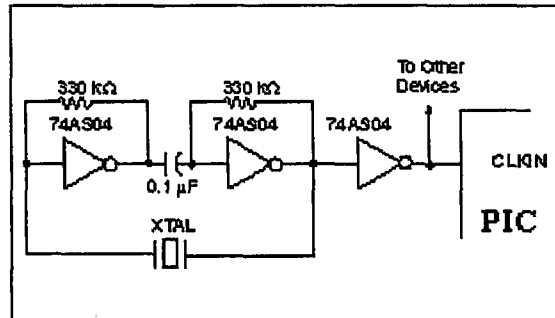 330 kΩ
330 kΩ
To Other
Devices
74AS04
74AS04
74AS04
CLKIN
0.1 µF
PIC
XTAL